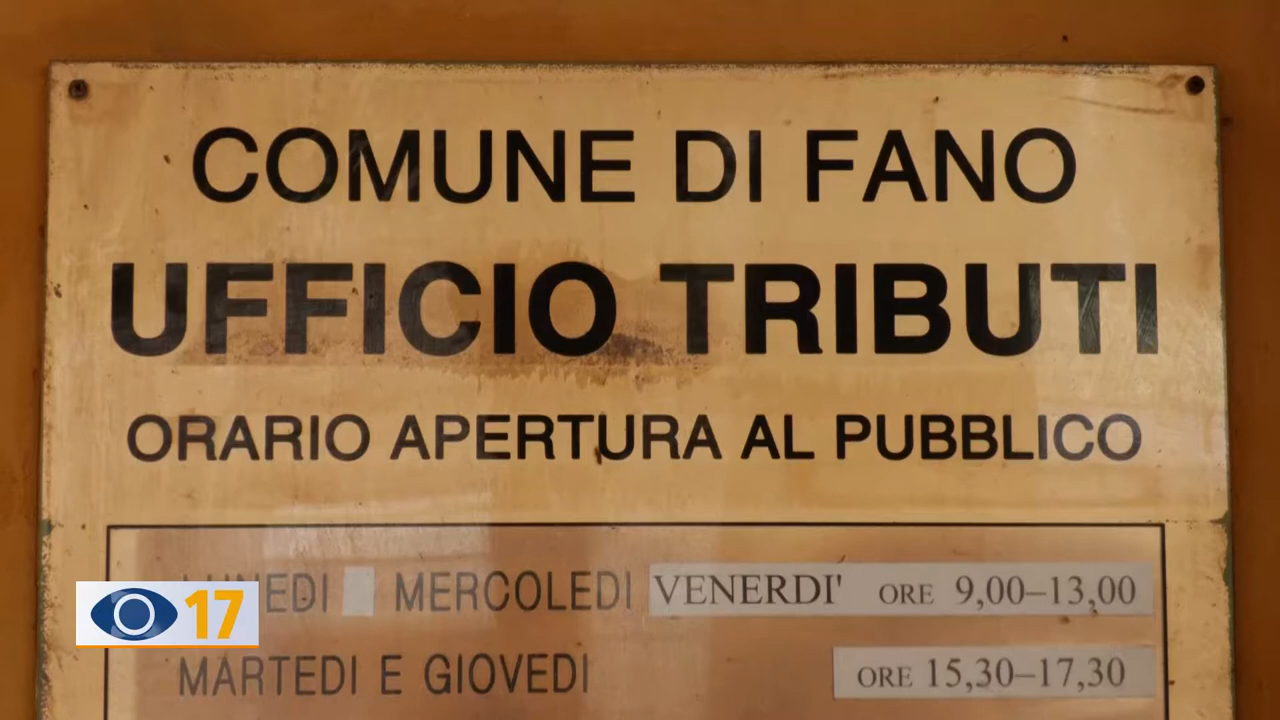 COMUNE DI FANO
UFFICIO TRIBUTI
ORARIO APERTURA AL PUBBLICO
LUNEDI MERCOLEDI VENERDI' ORE 9,00–13,00
MARTEDI E GIOVEDI ORE 15,30–17,30
17